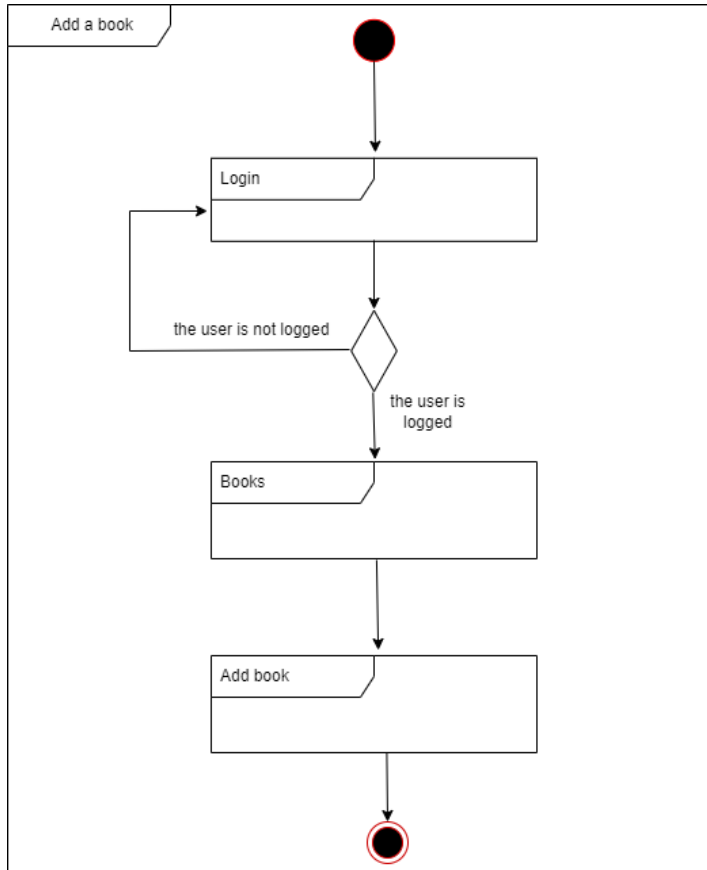 Add a book
Login
the user is not logged
the user is
logged
Books
Add book